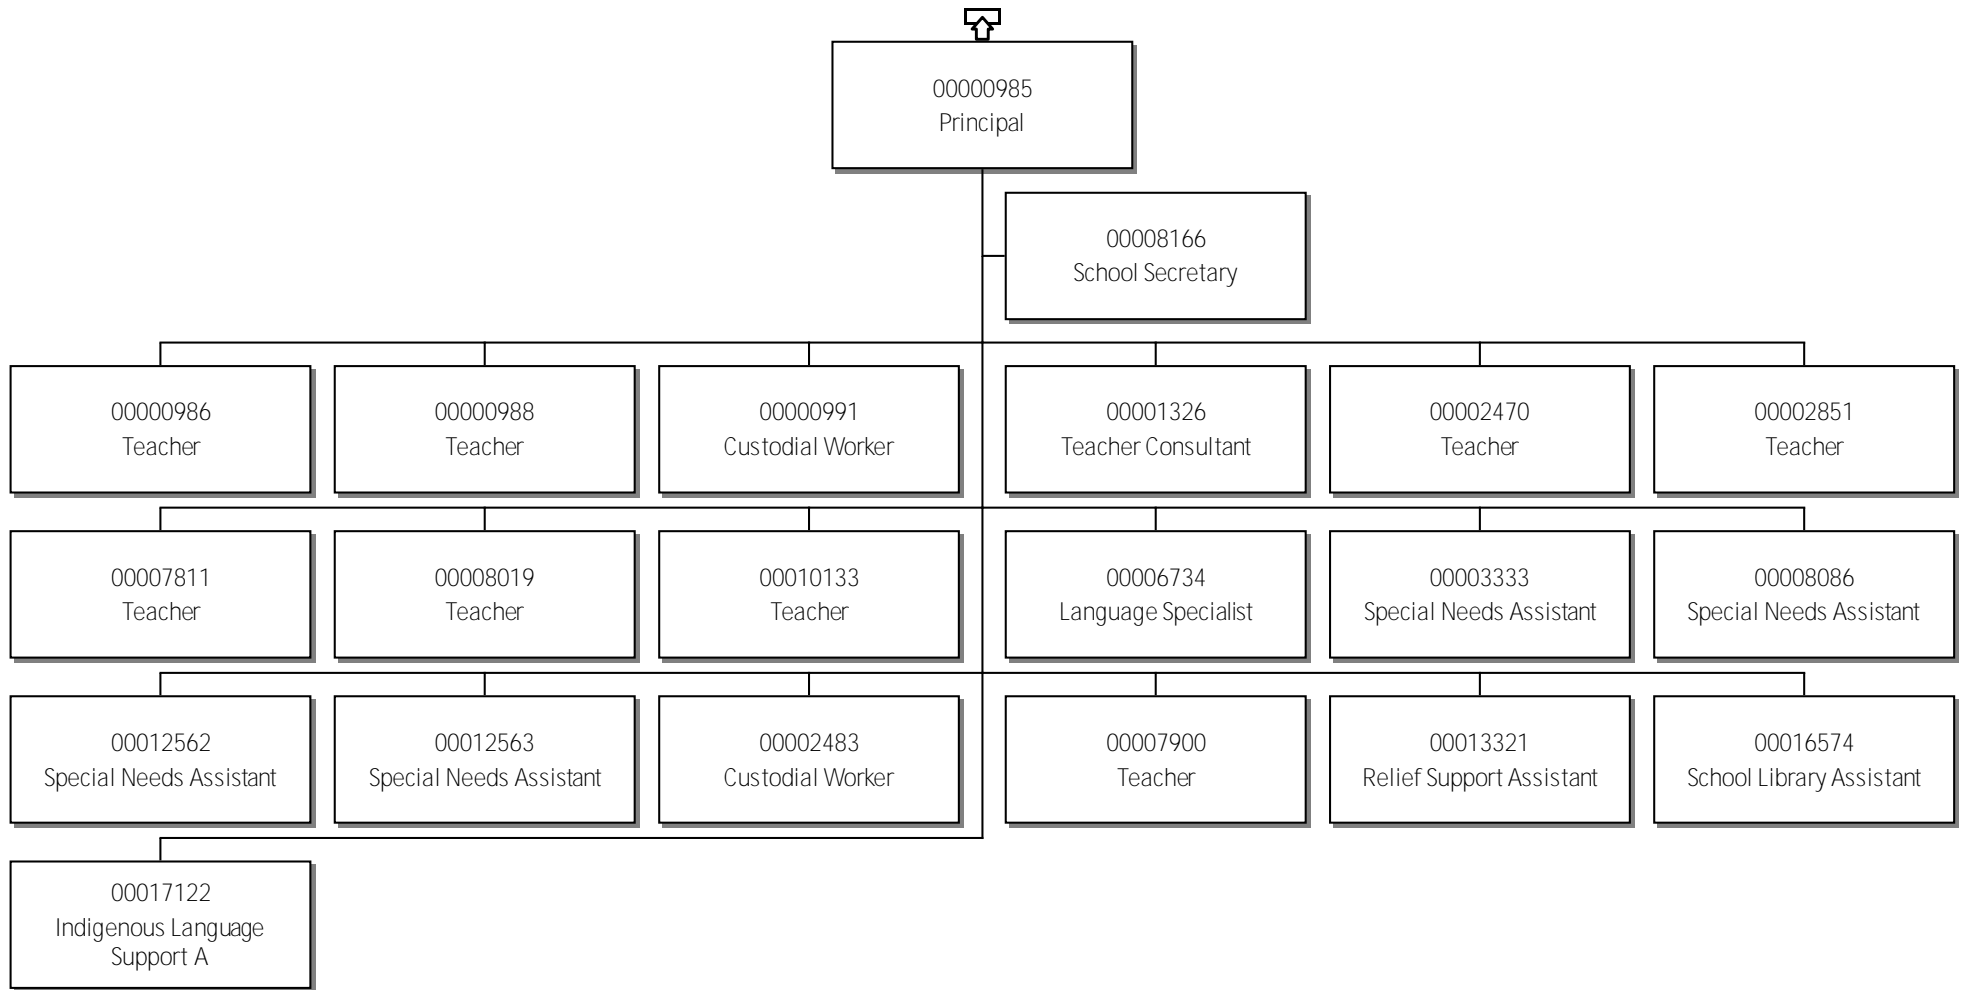 00000985
Principal
00008166
School Secretary
00000986
Teacher
00000988
Teacher
00000991
Custodial Worker
00001326
Teacher Consultant
00002470
Teacher
00002851
Teacher
00007811
Teacher
00008019
Teacher
00010133
Teacher
00006734
Language Specialist
00003333
Special Needs Assistant
00008086
Special Needs Assistant
00012562
Special Needs Assistant
00012563
Special Needs Assistant
00002483
Custodial Worker
00007900
Teacher
00013321
Relief Support Assistant
00016574
School Library Assistant
00017122
Indigenous Language
Support A